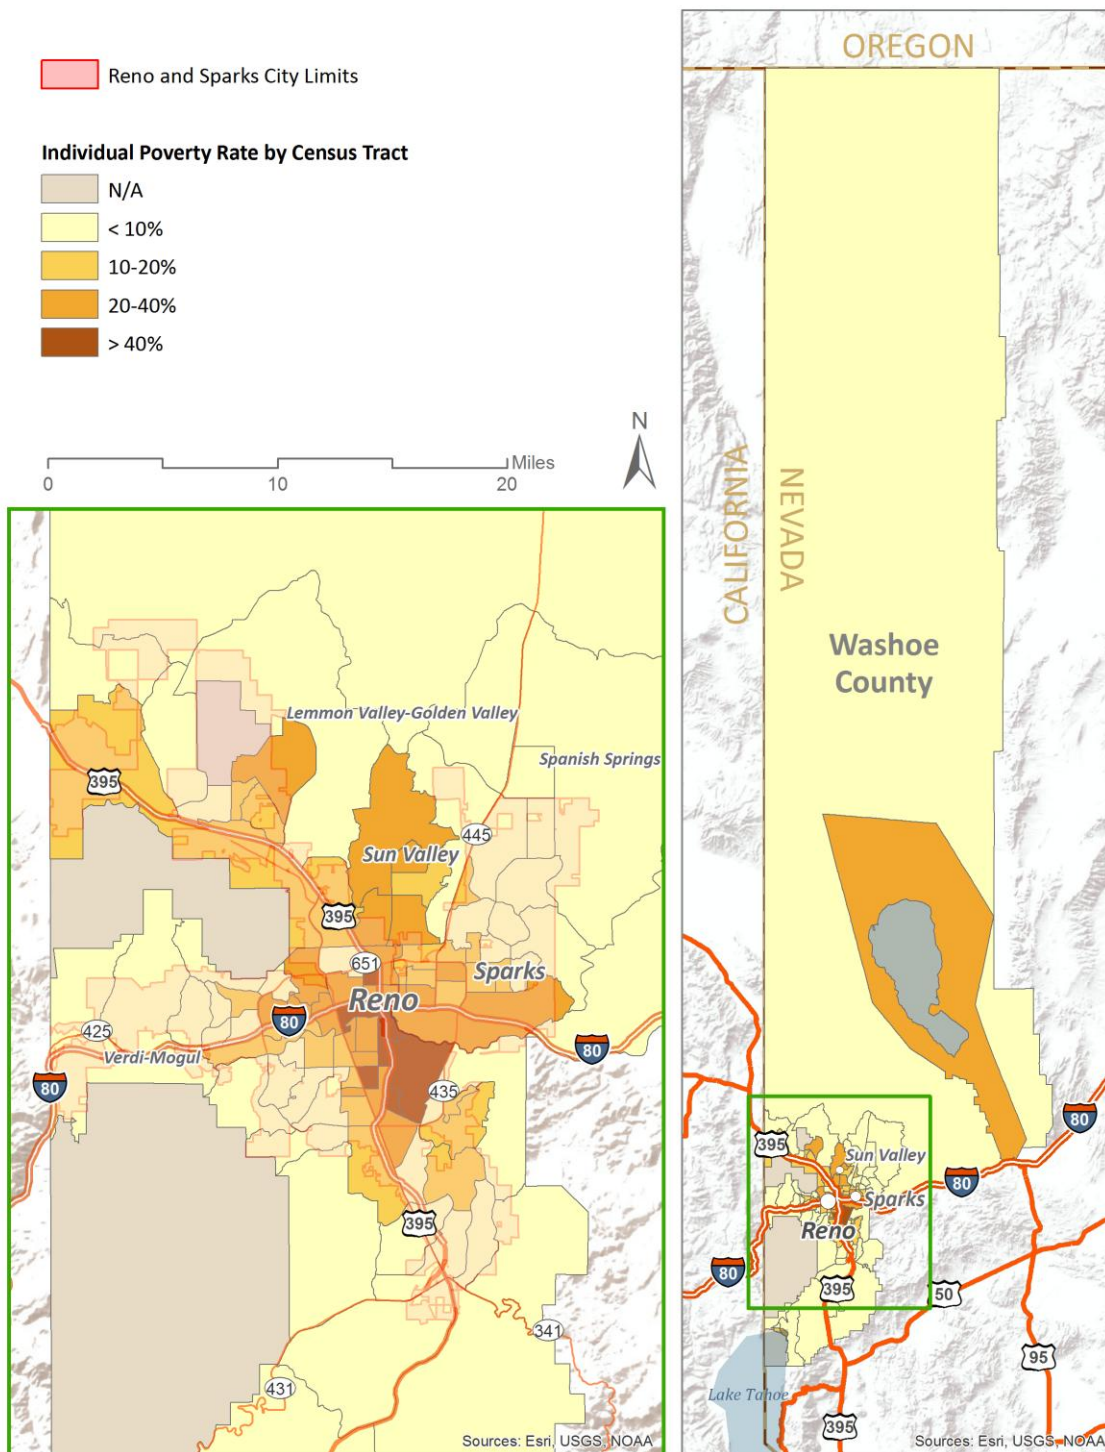 Reno and Sparks City Limits
Individual Poverty Rate by Census Tract
N/A
< 10%
10-20%
20-40%
> 40%
N
Miles
0 10 20
Lemmon Valley-Golden Valley
Spanish Springs
395
445
Sun Valley
395
651
Sparks
Reno
80
425
Verdi-Mogul
80
80
435
395
341
431
Sources: Esri, USGS, NOAA
OREGON
CALIFORNIA
NEVADA
Washoe
County
80
395
Sun Valley
80
Sparks
Reno
80
395
50
95
Lake Tahoe
395
Sources: Esri, USGS, NOAA